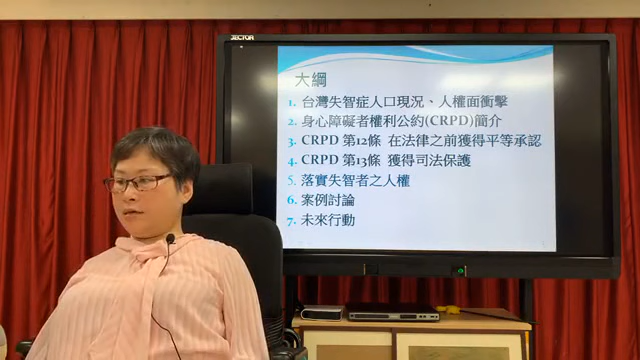 VECTOR
大綱
1. 台灣失智症人口現況、人權面衝擊
2. 身心障礙者權利公約(CRPD)簡介
3. CRPD 第12條 在法律之前獲得平等承認
4. CRPD 第13條 獲得司法保護
5. 落實失智者之人權
6. 案例討論
7. 未來行動